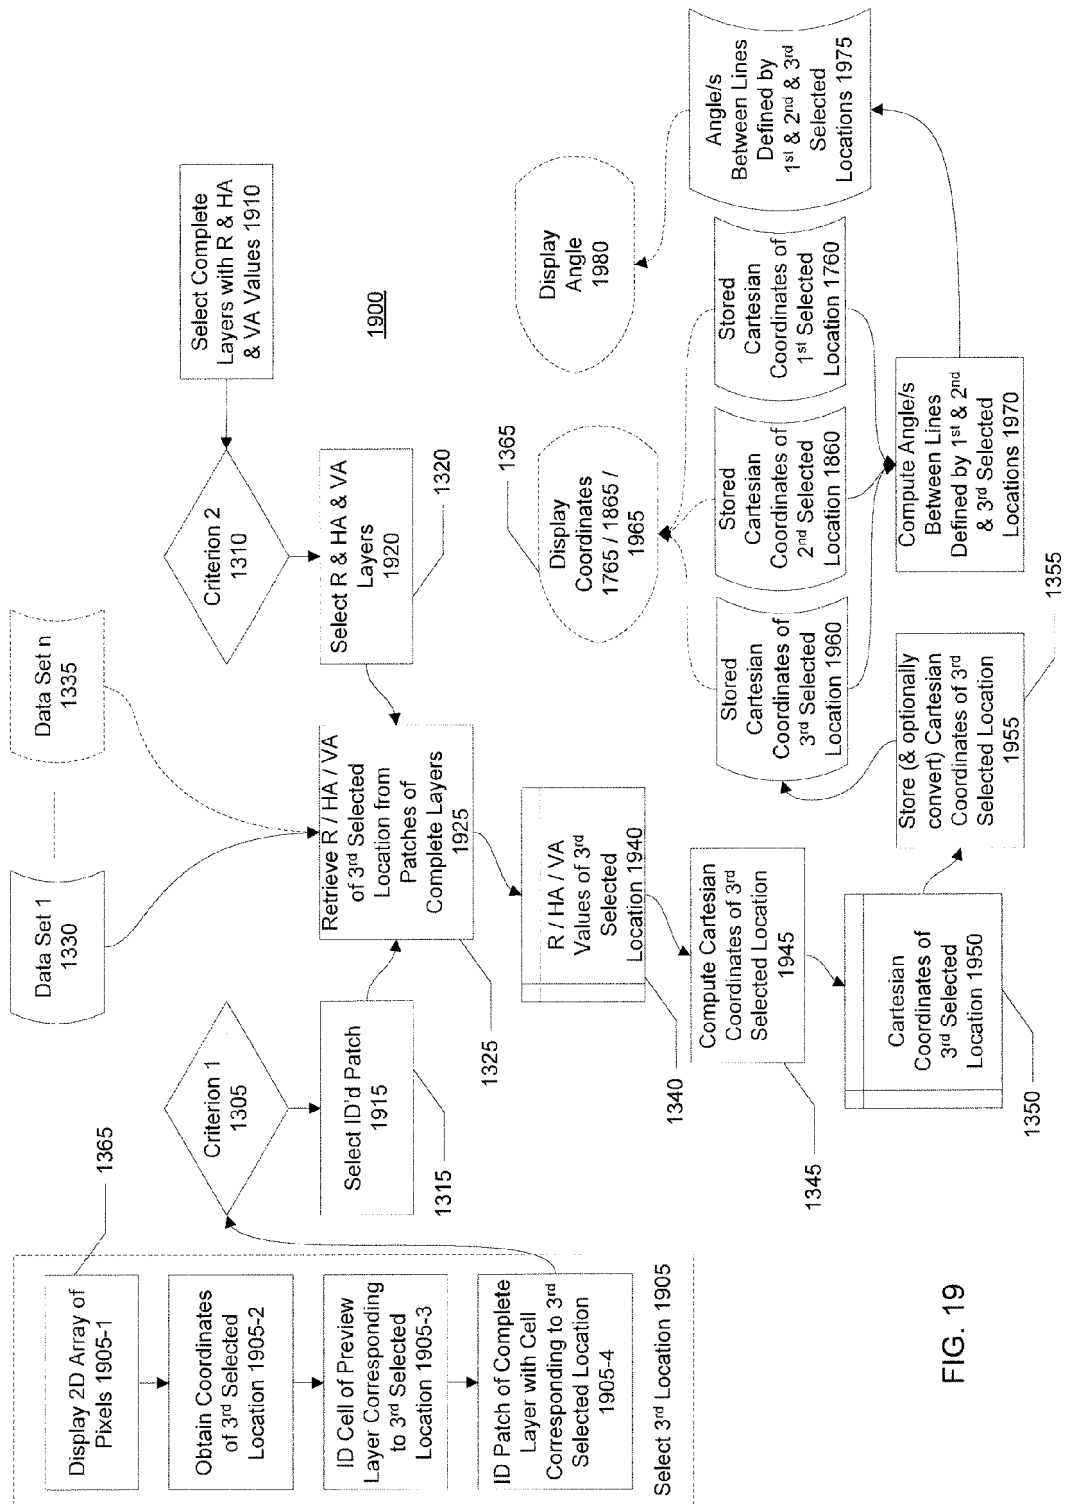 Display 2D Array of
Pixels 1905-1
1365
Obtain Coordinates
of 3rd Selected
Location 1905-2
ID Cell of Preview
Layer Corresponding
to 3rd Selected
Location 1905-3
ID Patch of Complete
Layer with Cell
Corresponding to 3rd
Selected Location
1905-4
Select 3rd Location 1905
Criterion 1
1305
Select ID'd Patch
1915
1315
Data Set 1
1330
Data Set n
1335
Retrieve R / HA / VA
of 3rd Selected
Location from
Patches of
Complete Layers
1925
1325
Select Complete
Layers with R & HA
& VA Values 1910
Criterion 2
1310
Select R & HA & VA
Layers
1920
1320
1900
R / HA / VA
Values of 3rd
Selected
Location 1940
1340
Compute Cartesian
Coordinates of 3rd
Selected Location
1945
1345
Cartesian
Coordinates of
3rd Selected
Location 1950
1350
Store (& optionally
convert) Cartesian
Coordinates of 3rd
Selected Location
1955
1355
Stored
Cartesian
Coordinates of
3rd Selected
Location 1960
Stored
Cartesian
Coordinates of
2nd Selected
Location 1860
Stored
Cartesian
Coordinates of
1st Selected
Location 1760
Display
Coordinates
1765 / 1865 /
1965
1365
Compute Angle/s
Between Lines
Defined by 1st & 2nd
& 3rd Selected
Locations 1970
Angle/s
Between Lines
Defined by
1st & 2nd & 3rd
Selected
Locations 1975
Display
Angle
1980
FIG. 19